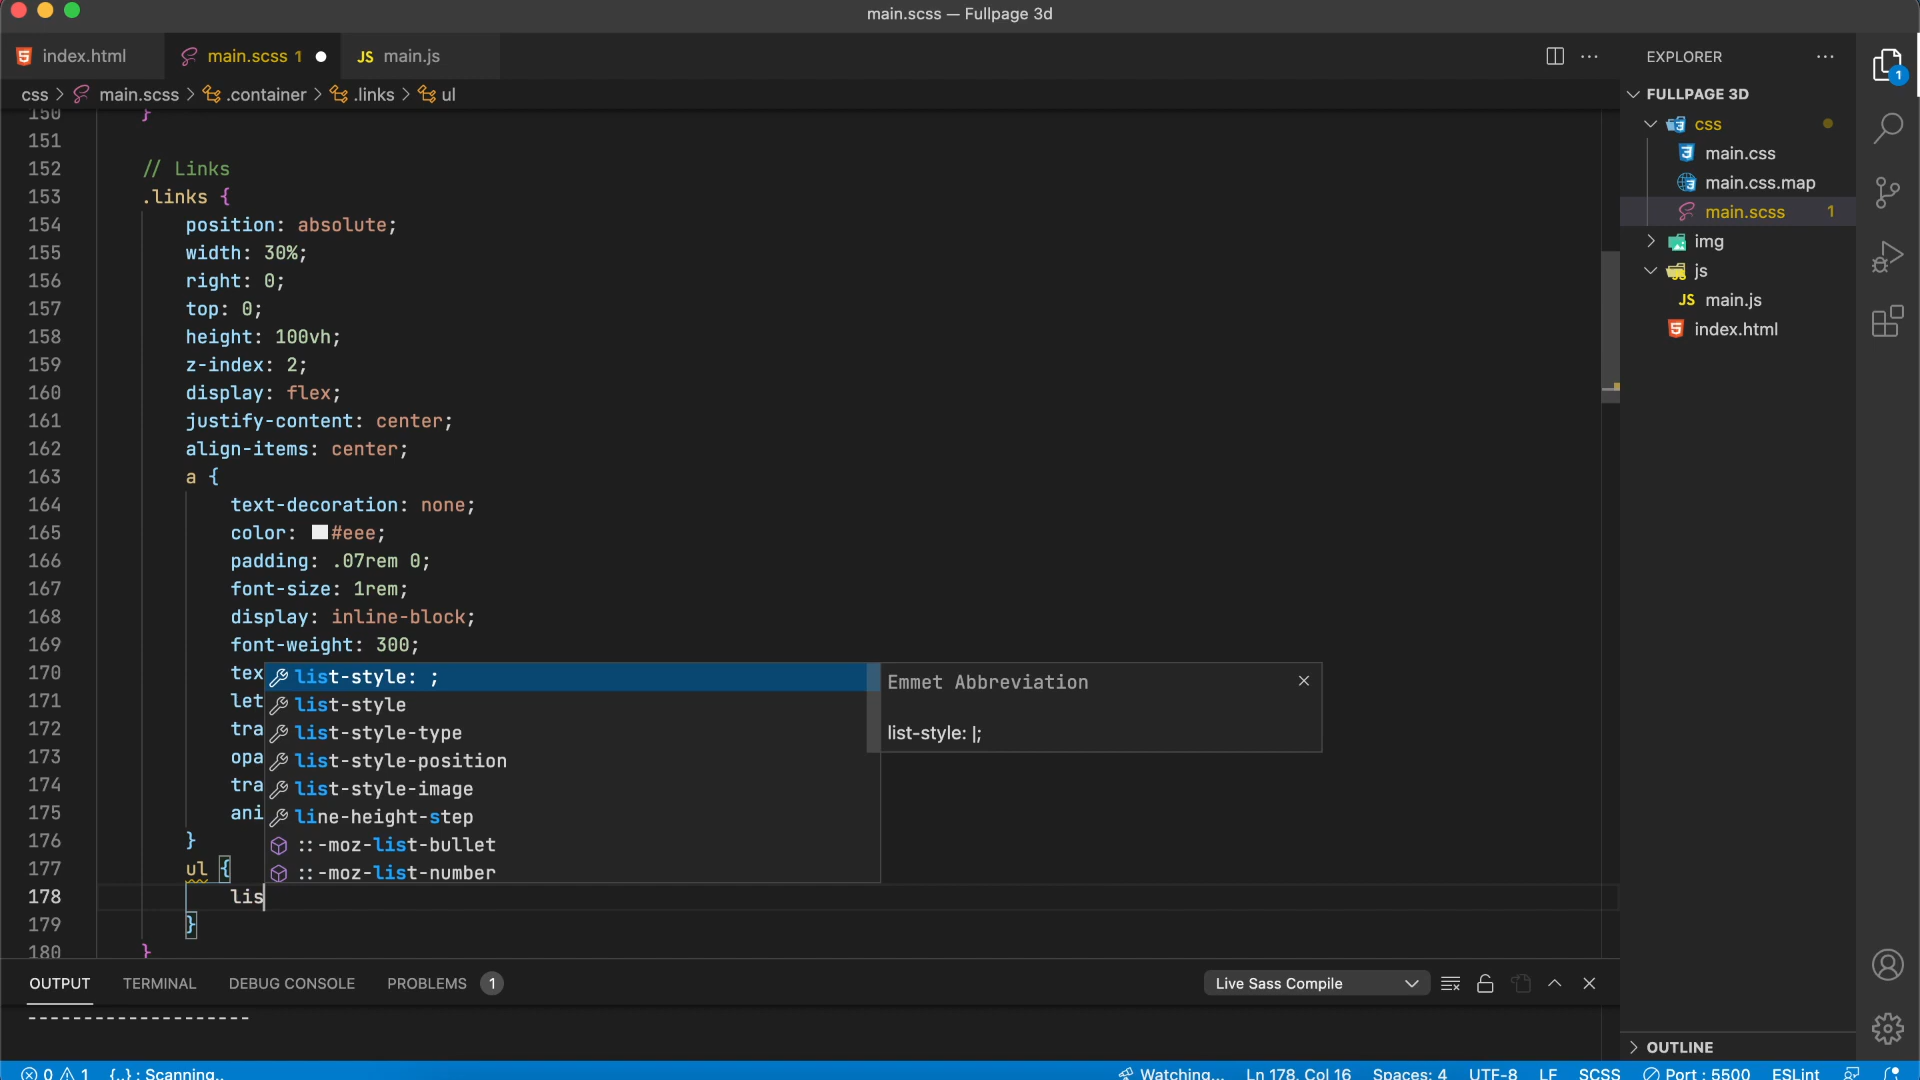 main.scss — Fullpage 3d
index.html
main.scss 1
JS main.js
EXPLORER
css > main.scss > .container > .links > ul
FULLPAGE 3D
css
main.css
main.css.map
main.scss 1
img
js
JS main.js
index.html
1
150 }
151
152 // Links
153 .links {
154 position: absolute;
155 width: 30%;
156 right: 0;
157 top: 0;
158 height: 100vh;
159 z-index: 2;
160 display: flex;
161 justify-content: center;
162 align-items: center;
163 a {
164 text-decoration: none;
165 color: #eee;
166 padding: .07rem 0;
167 font-size: 1rem;
168 display: inline-block;
169 font-weight: 300;
170 tex
171 let
172 tra
173 opa
174 tra
175 ani
176 }
177 ul {
178 lis
179 }
180 }
list-style: ;
list-style
list-style-type
list-style-position
list-style-image
line-height-step
::-moz-list-bullet
::-moz-list-number
Emmet Abbreviation
list-style: |;
OUTPUT TERMINAL DEBUG CONSOLE PROBLEMS 1
Live Sass Compile
--------------------
OUTLINE
0 1 {..} : Scanning..
Watching... Ln 178, Col 16 Spaces: 4 UTF-8 LF SCSS Port : 5500 ESLint